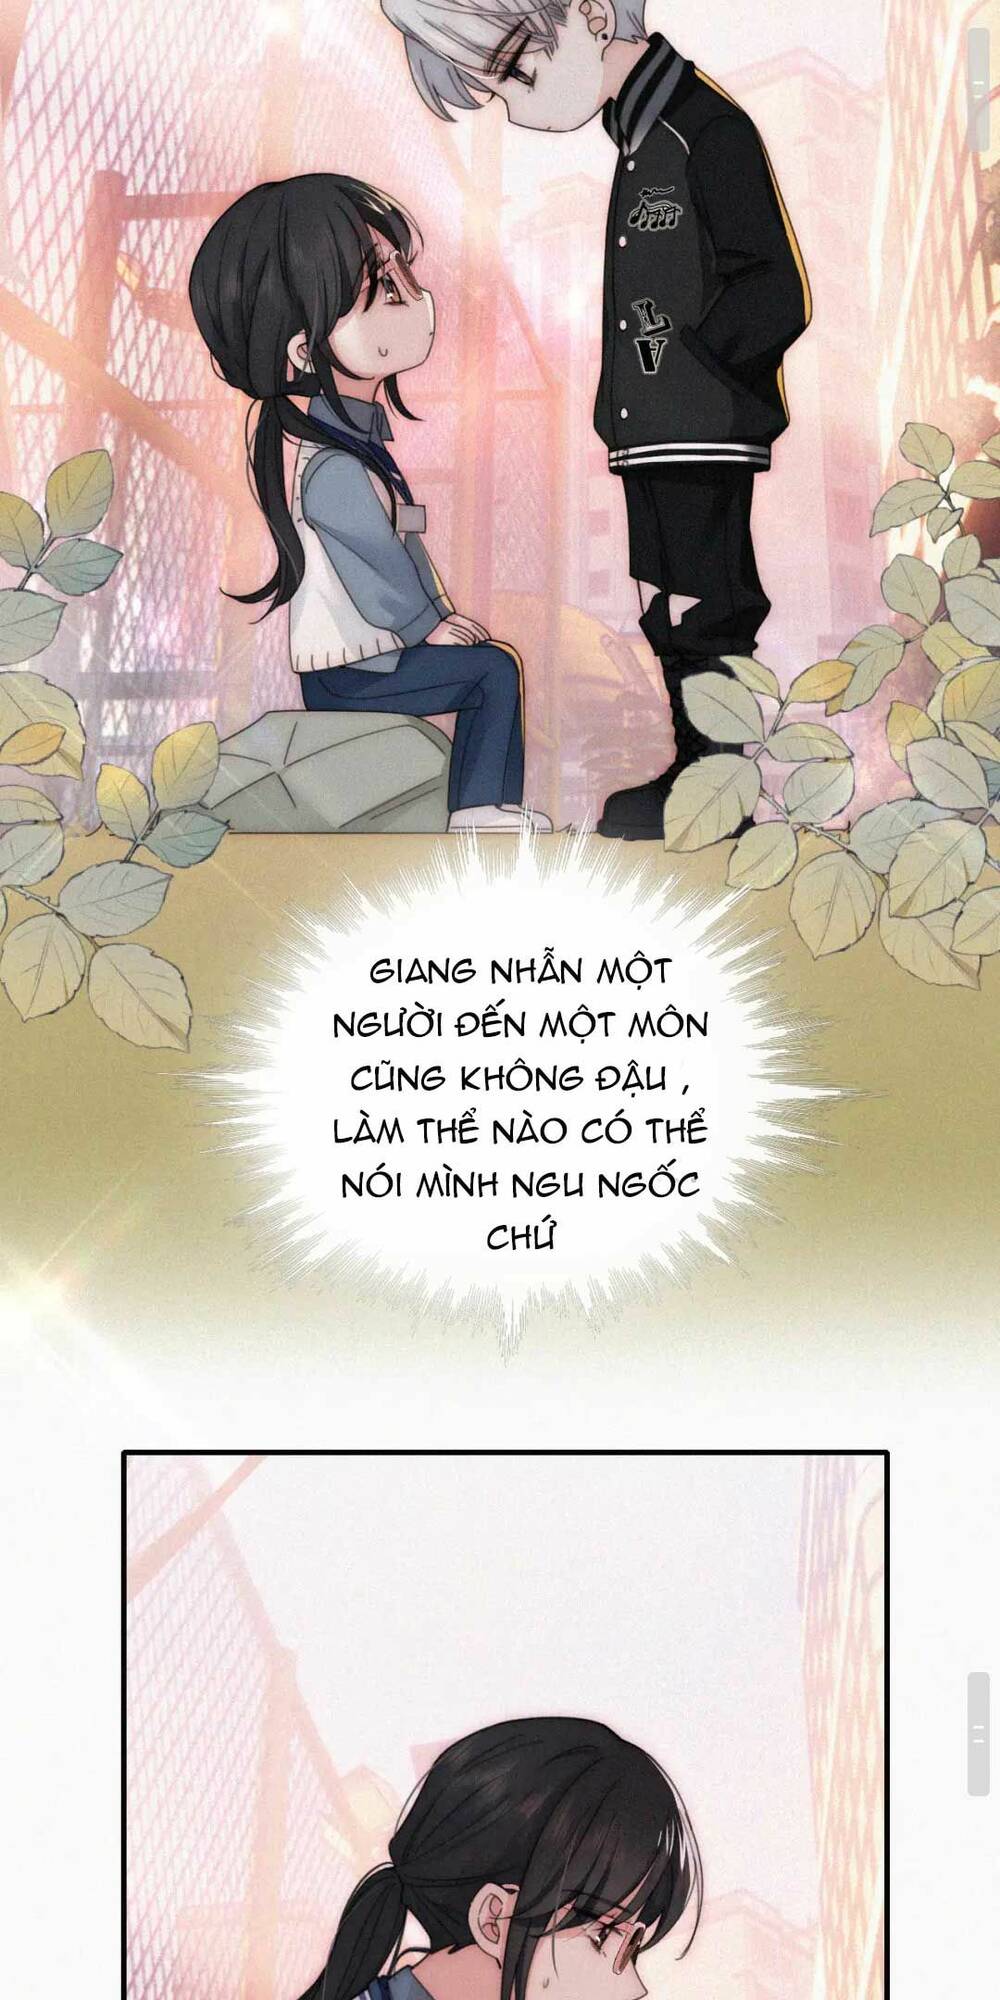 L
A
GIANG NHẪN MỘT
NGƯỜI ĐẾN MỘT MÔN
CŨNG KHÔNG ĐẬU ,
LÀM THỂ NÀO CÓ THỂ
NÓI MÌNH NGU NGỐC
CHỨ